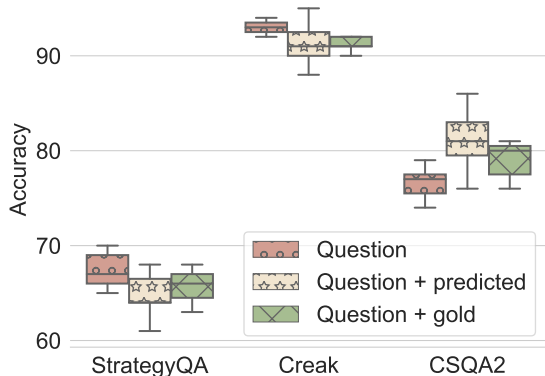 Accuracy
90
80
70
60
Question
Question + predicted
Question + gold
StrategyQA Creak CSQA2